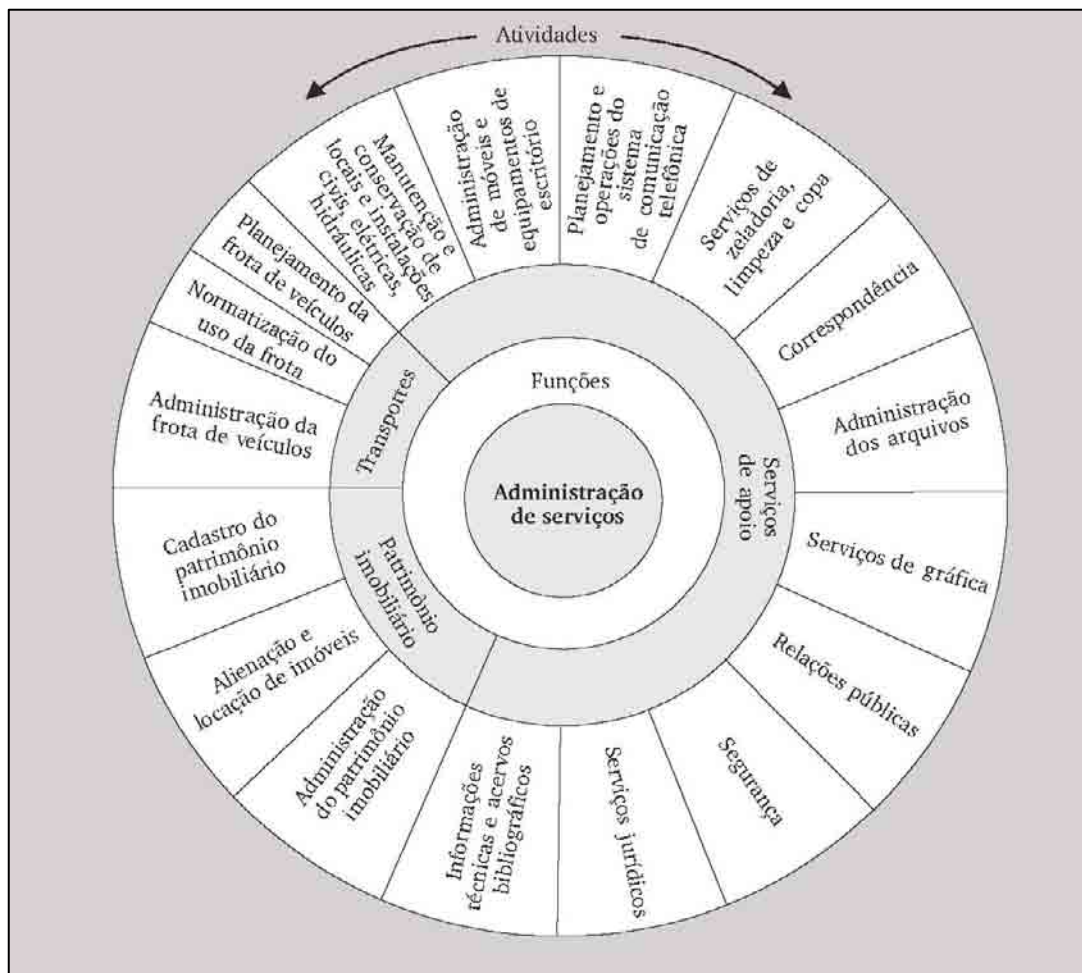 Atividades
Manutenção e
conservação de
locais e instalações
civis, elétricas,
hidráulicas
Administração
de móveis e
equipamentos de
escritório
Planejamento e
operações do
sistema
de comunicação
telefônica
Serviços de
zeladoria,
limpeza e copa
Correspondência
Administração
dos arquivos
Serviços de gráfica
Relações públicas
Segurança
Serviços jurídicos
Informações
récnicas e acervos
bibliográficos
Administração
do patrimônio
imobiliário
Alienação e
locação de imóveis
Cadastro do
patrimônio
imobiliário
Administração da
frota de veículos
Normatização do
uso da frota
planejamento da
frota de veículos
Transportes
Patrimônio
imobiliário
Serviços
de apoio
Funções
Administração
de serviços